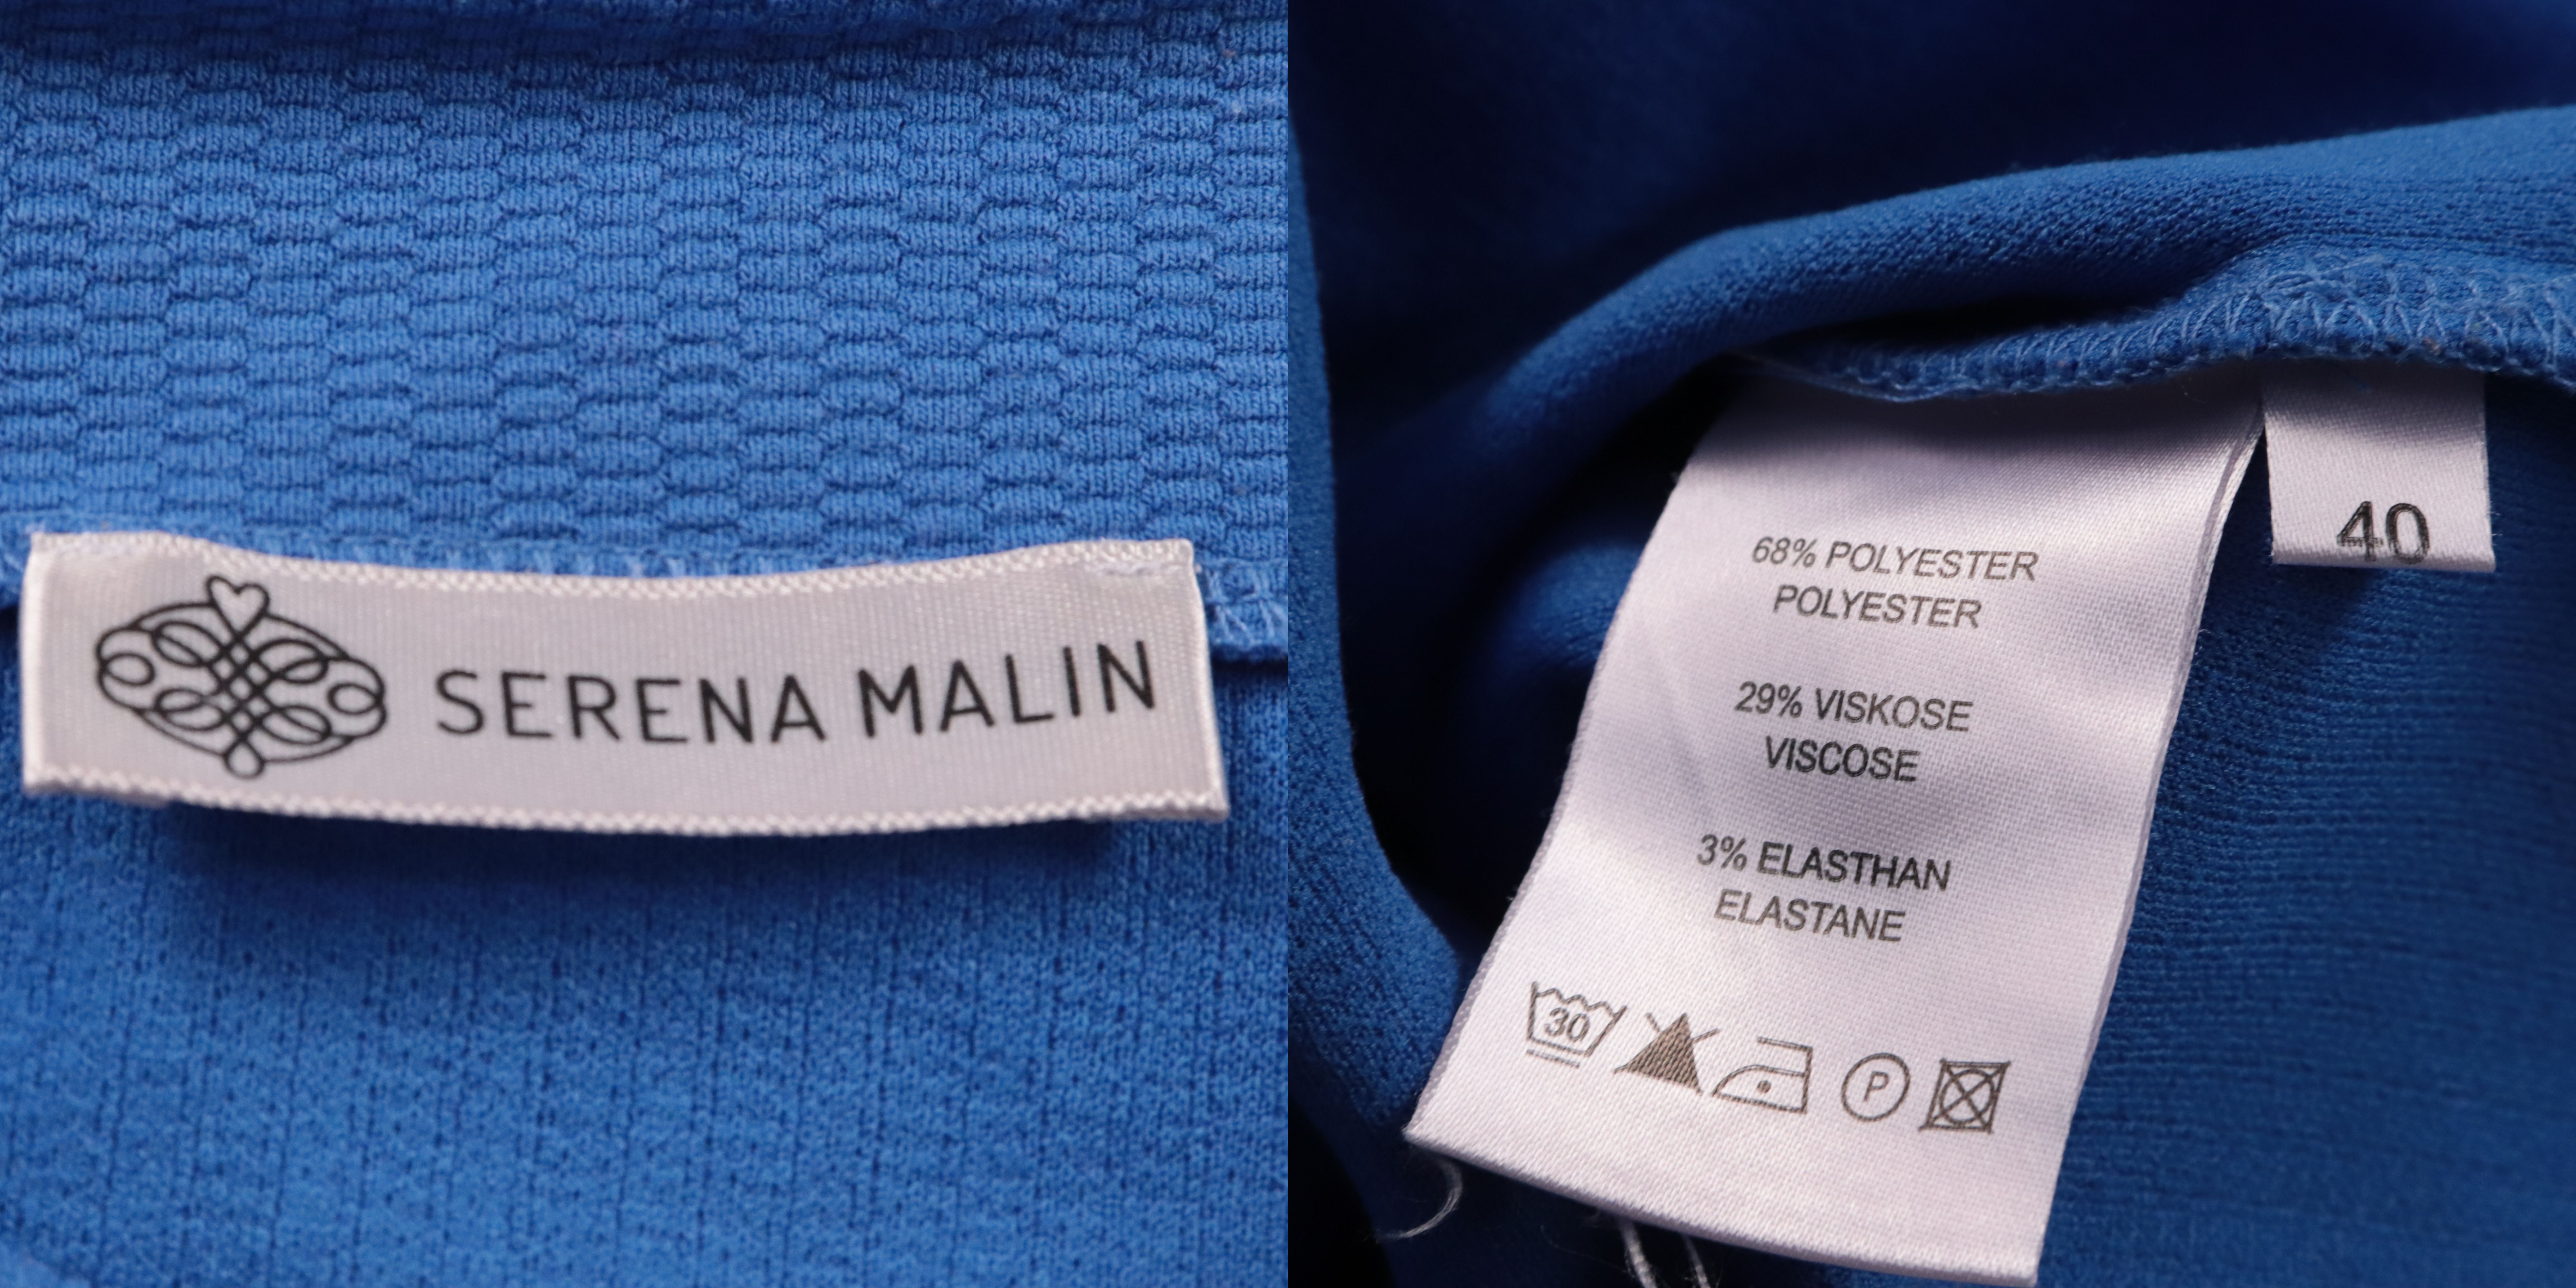 SERENA MALIN
68% POLYESTER
POLYESTER
29% VISKOSE
VISCOSE
3% ELASTHAN
ELASTANE
30
P
40